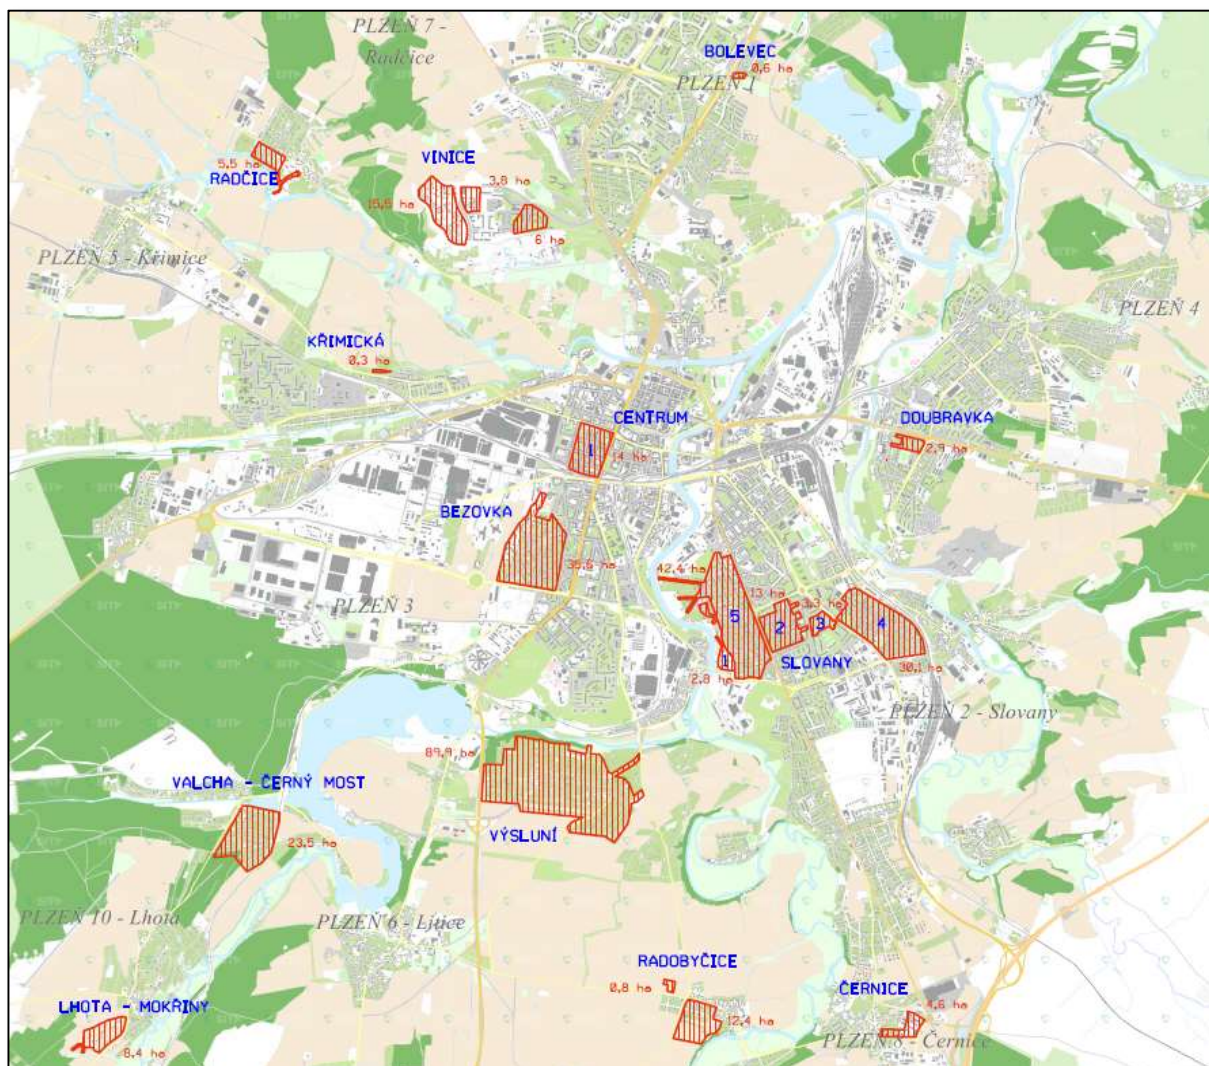 PLZEŇ 7 -
Radčice
BOLEVEC
0,6 ha
PLZEŇ 1
5,5 ha
RADČICE
VINICE
3,8 ha
15,5 ha
6 ha
PLZEŇ 5 - Křimice
PLZEŇ 4
KŘIMICKÁ
0,3 ha
CENTRUM
1
14 ha
DOUBRAVKA
2,9 ha
BEZOVKA
35,6 ha
PLZEŇ 3
42,4 ha
5
13 ha
2
3,3 ha
3
4
1
2,8 ha
SLOVANY
30,1 ha
PLZEŇ 2 - Slovany
89,9 ha
VÝSLUNÍ
VALCHA - ČERNÝ MOST
23,5 ha
PLZEŇ 10 - Lhota
PLZEŇ 6 - Litice
LHOTA - MOKŘINY
8,4 ha
RADOBYČICE
0,8 ha
12,4 ha
ČERNICE
4,6 ha
PLZEŇ 8 - Černice